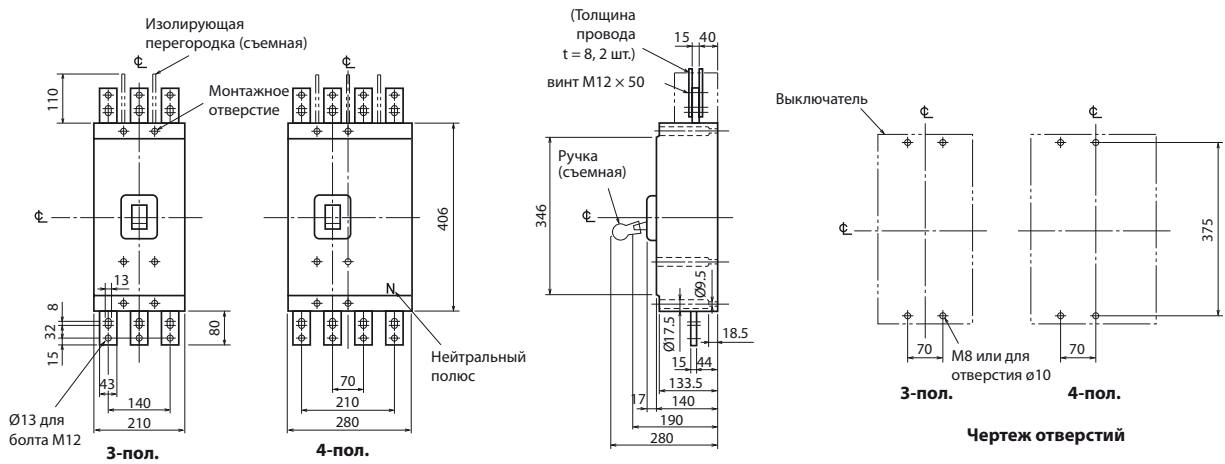 Изолирующая
перегородка (съемная)
℄
℄
110
Монтажное
отверстие
℄
406
13
8
32
15
80
43
140
210
Ø13 для
болта M12
3-пол.
N
Нейтральный
полюс
70
210
280
4-пол.
(Толщина
провода
t = 8, 2 шт.)
15
40
винт M12 × 50
Ручка
(съемная)
℄
346
Ø9.5
Ø17.5
18.5
15
44
133.5
17
140
190
280
Выключатель
℄
℄
℄
375
70
M8 или для
отверстия ø10
70
3-пол.
4-пол.
Чертеж отверстий